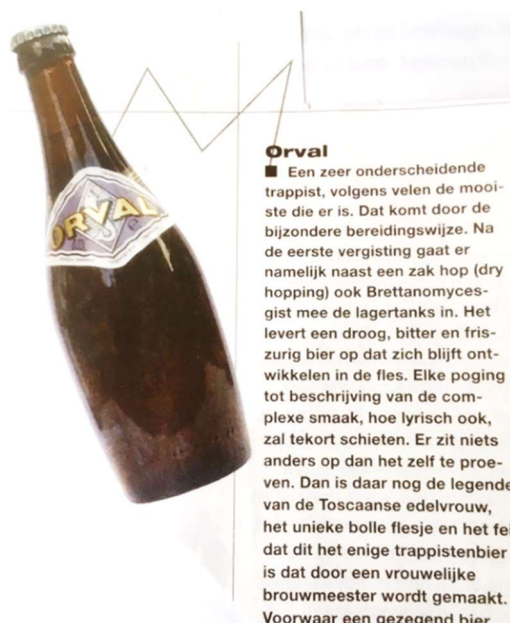 ORVAL
Orval
■ Een zeer onderscheidende
trappist, volgens velen de mooi-
ste die er is. Dat komt door de
bijzondere bereidingswijze. Na
de eerste vergisting gaat er
namelijk naast een zak hop (dry
hopping) ook Brettanomyces-
gist mee de lagertanks in. Het
levert een droog, bitter en fris-
zurig bier op dat zich blijft ont-
wikkelen in de fles. Elke poging
tot beschrijving van de com-
plexe smaak, hoe lyrisch ook,
zal tekort schieten. Er zit niets
anders op dan het zelf te proe-
ven. Dan is daar nog de legende
van de Toscaanse edelvrouw,
het unieke bolle flesje en het fei
dat dit het enige trappistenbier
is dat door een vrouwelijke
brouwmeester wordt gemaakt.
Voorwaar een gezegend bier